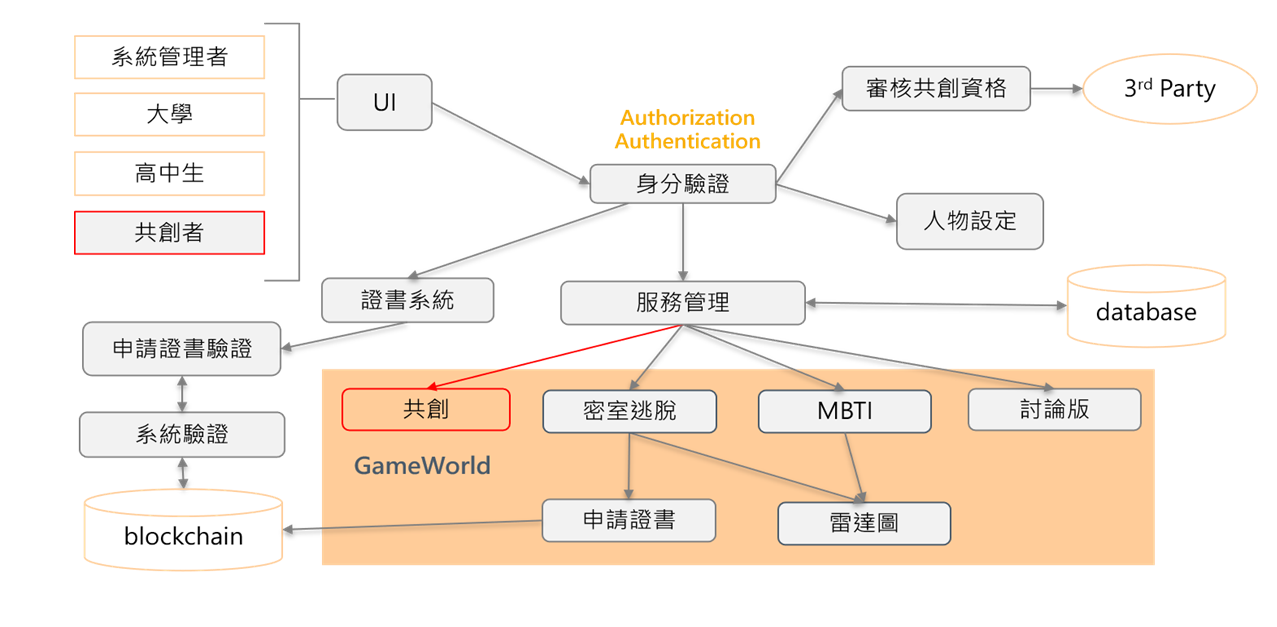 系統管理者
大學
高中生
共創者
UI
Authorization
Authentication
身分驗證
審核共創資格
3rd Party
人物設定
證書系統
服務管理
database
申請證書驗證
系統驗證
blockchain
共創
密室逃脫
MBTI
討論版
GameWorld
申請證書
雷達圖